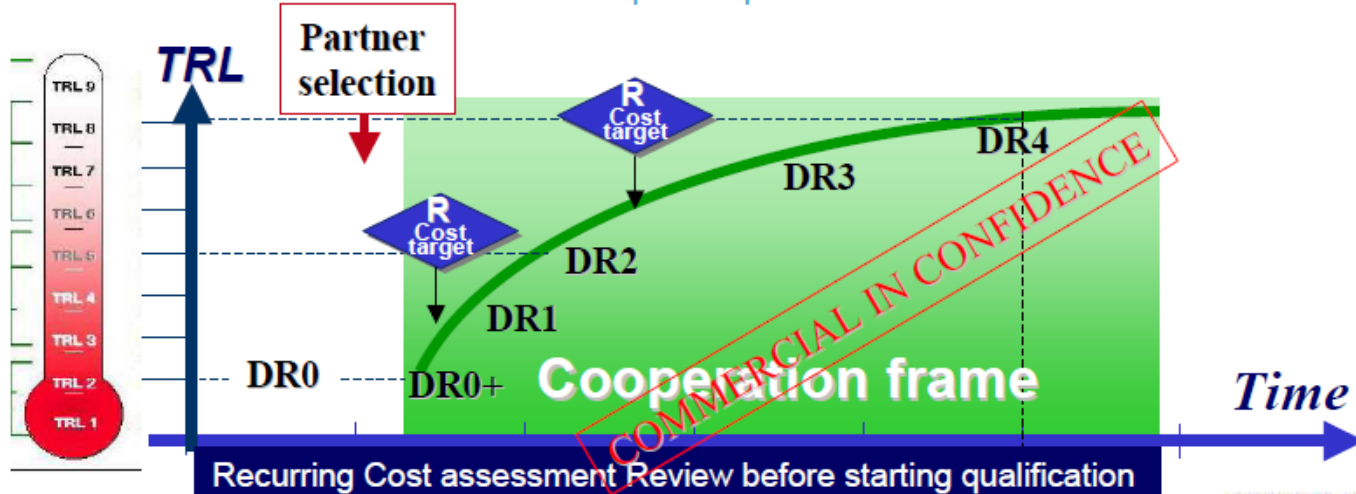 Partner
selection
TRL
TRL 9
TRL 8
TRL 7
TRL 6
TRL 5
TRL 4
TRL 3
TRL 2
TRL 1
R
Cost
target
R
Cost
target
DR4
DR3
DR2
DR1
DR0
DR0+
Cooperation frame
COMMERCIAL IN CONFIDENCE
Time
Recurring Cost assessment Review before starting qualification